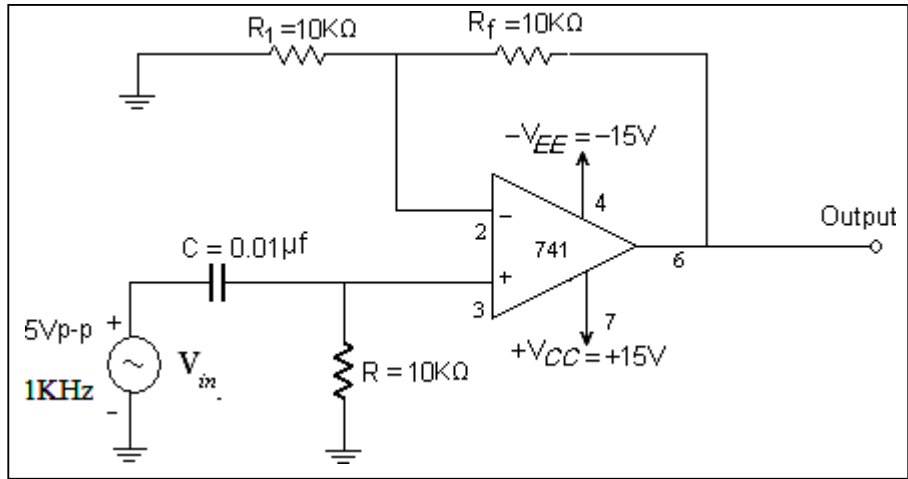 R1 =10KΩ
Rf =10KΩ
−VEE = −15V
4
Output
2
−
741
6
C = 0.01µf
+
3
7
5Vp-p
+
Vin.
+VCC = +15V
R = 10KΩ
1KHz
-